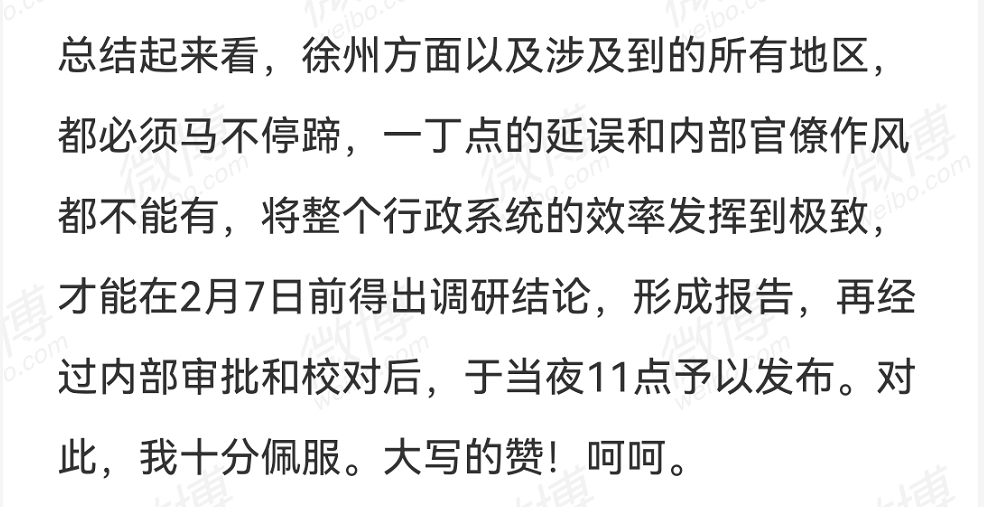 总结起来看，徐州方面以及涉及到的所有地区，
都必须马不停蹄，一丁点的延误和内部官僚作风
都不能有，将整个行政系统的效率发挥到极致，
才能在2月7日前得出调研结论，形成报告，再经
过内部审批和校对后，于当夜11点予以发布。对
此，我十分佩服。大写的赞！呵呵。
微博
weibo.com